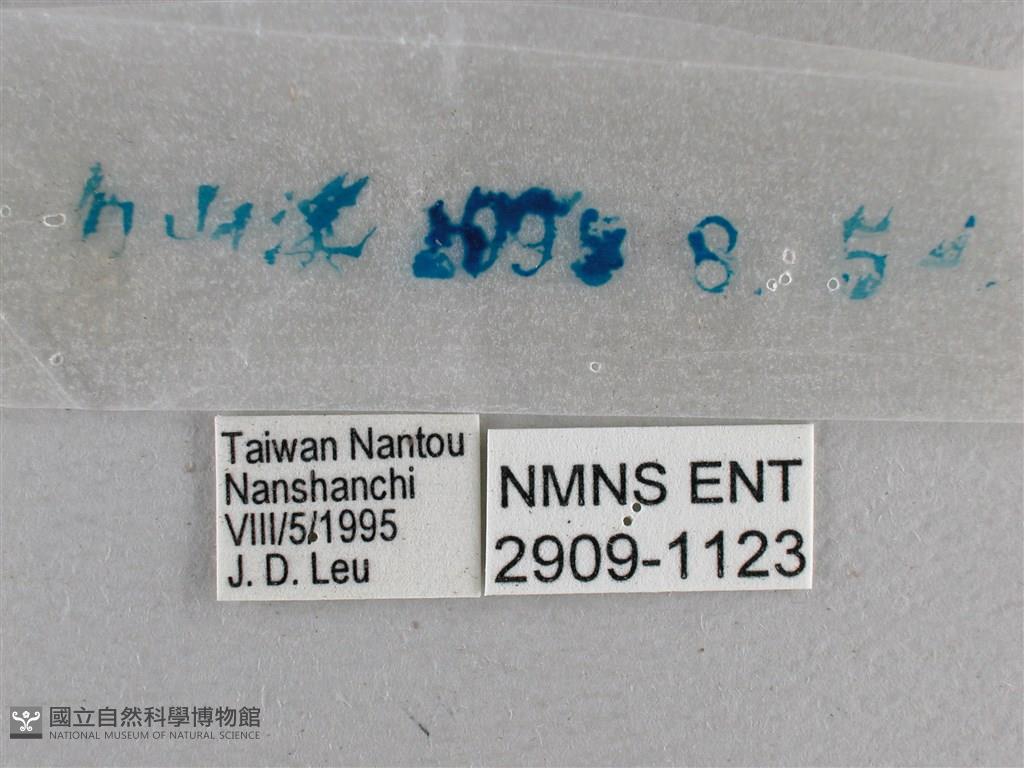 山溪 1995 8. 5
Taiwan Nantou
Nanshanchi
VIII/5/1995
J. D. Leu
NMNS ENT
2909-1123
國立自然科學博物館
NATIONAL MUSEUM OF NATURAL SCIENCE